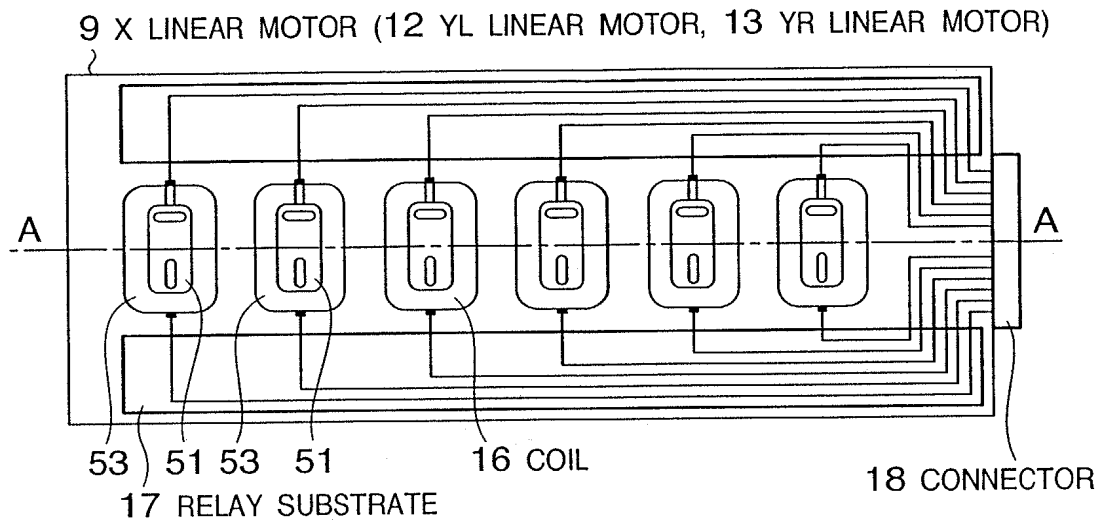 9 X LINEAR MOTOR (12 YL LINEAR MOTOR, 13 YR LINEAR MOTOR)
A A
53 51 53 51 16 COIL
18 CONNECTOR
17 RELAY SUBSTRATE